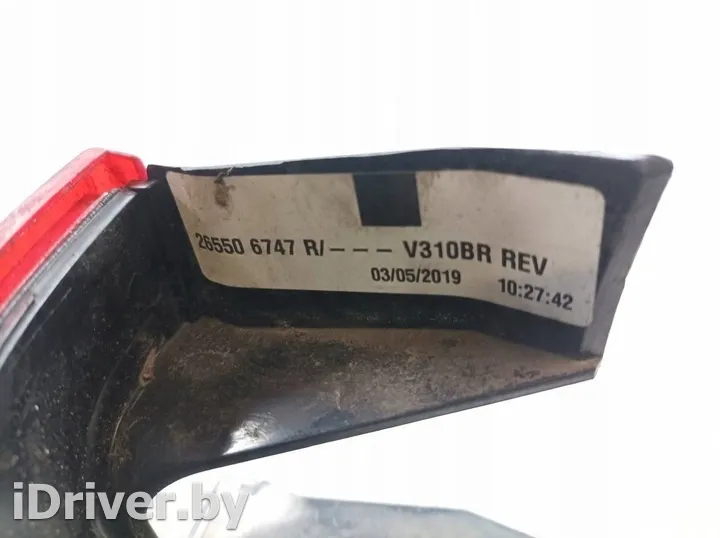 26550 6747 R/– – – V310BR REV
03/05/2019 10:27:42
iDriver.by